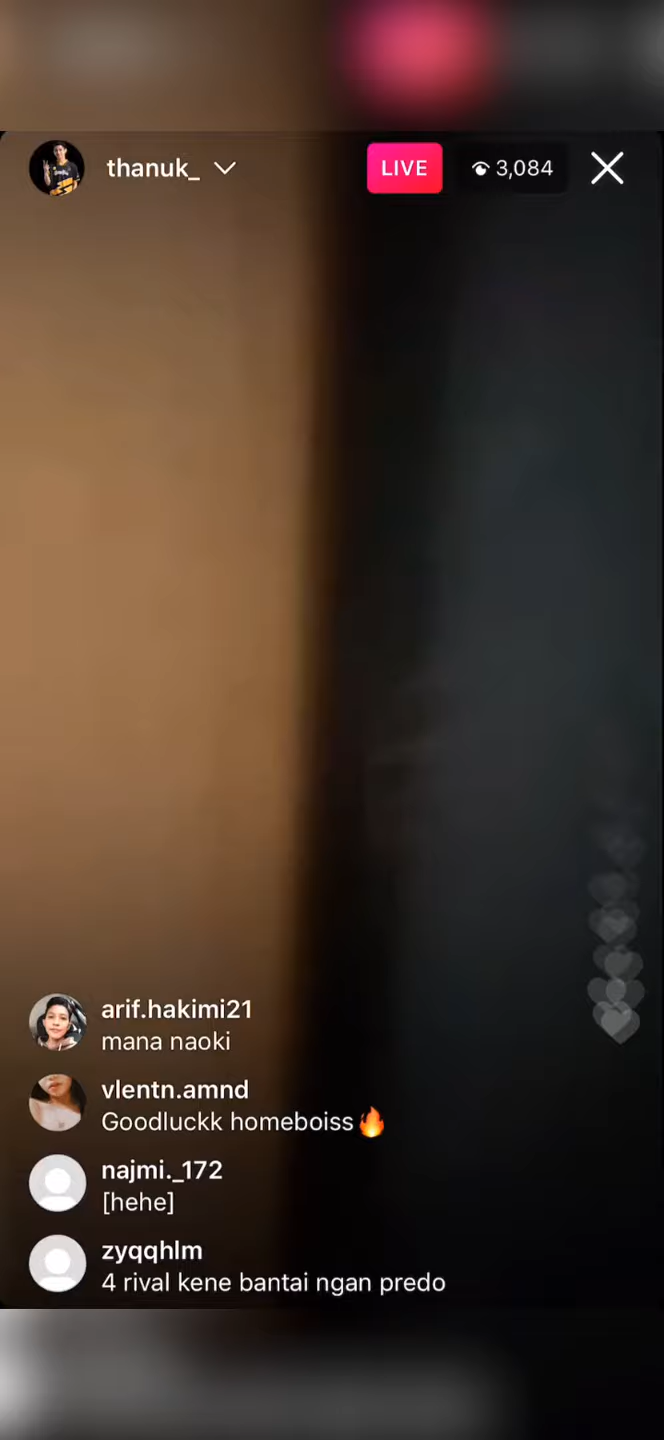 thanuk_
LIVE
3,084
arif.hakimi21
mana naoki
vlentn.amnd
Goodluckk homeboiss🔥
najmi._172
[hehe]
zyqqhlm
4 rival kene bantai ngan predo